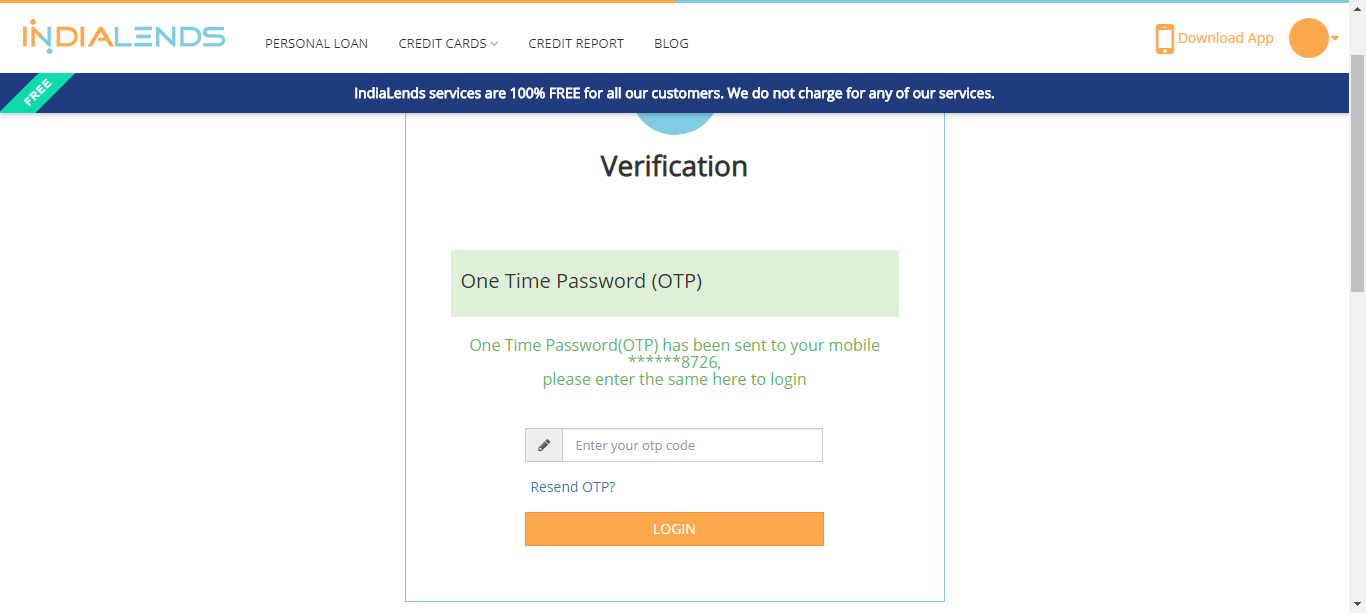 INDIALENDS
PERSONAL LOAN CREDIT CARDS CREDIT REPORT BLOG
Download App
FREE
IndiaLends services are 100% FREE for all our customers. We do not charge for any of our services.
Verification
One Time Password (OTP)
One Time Password(OTP) has been sent to your mobile
******8726,
please enter the same here to login
Enter your otp code
Resend OTP?
LOGIN